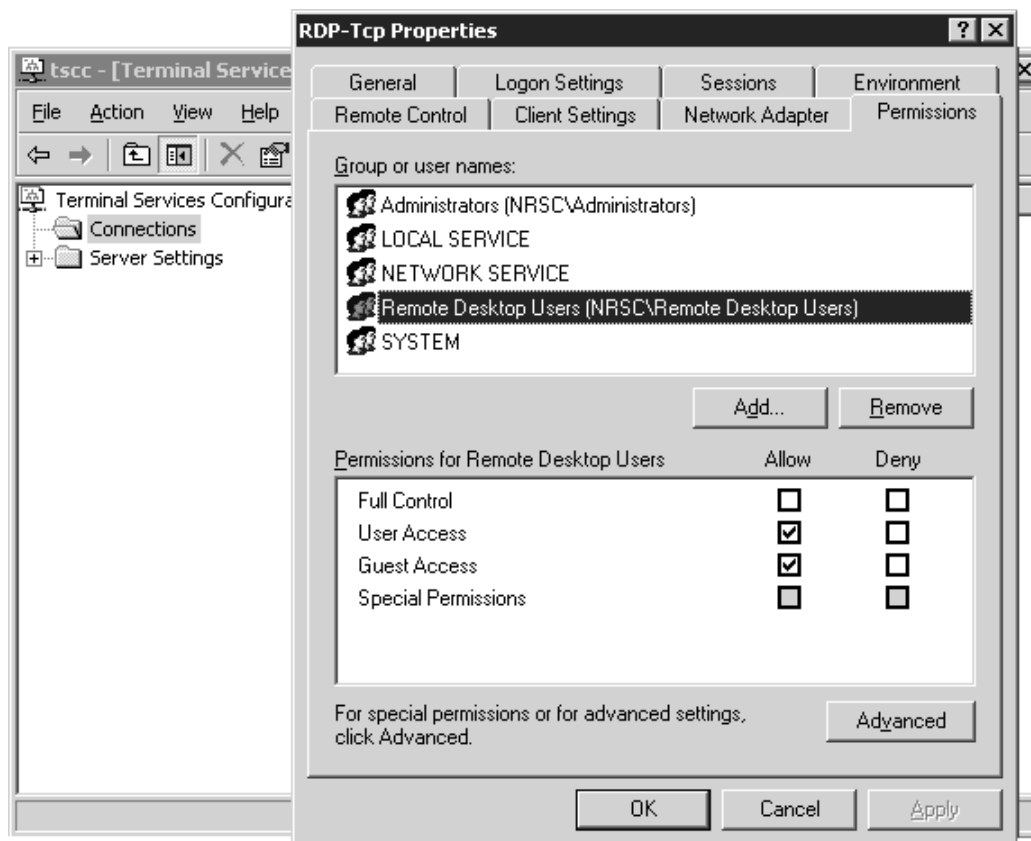 RDP-Tcp Properties
tscc - [Terminal Service
File Action View Help
General Logon Settings Sessions Environment
Remote Control Client Settings Network Adapter Permissions
Group or user names:
Terminal Services Configura
Connections
Server Settings
Administrators (NRSC\Administrators)
LOCAL SERVICE
NETWORK SERVICE
Remote Desktop Users (NRSC\Remote Desktop Users)
SYSTEM
Add... Remove
Permissions for Remote Desktop Users Allow Deny
Full Control
User Access
Guest Access
Special Permissions
For special permissions or for advanced settings,
click Advanced.
Advanced
OK Cancel Apply